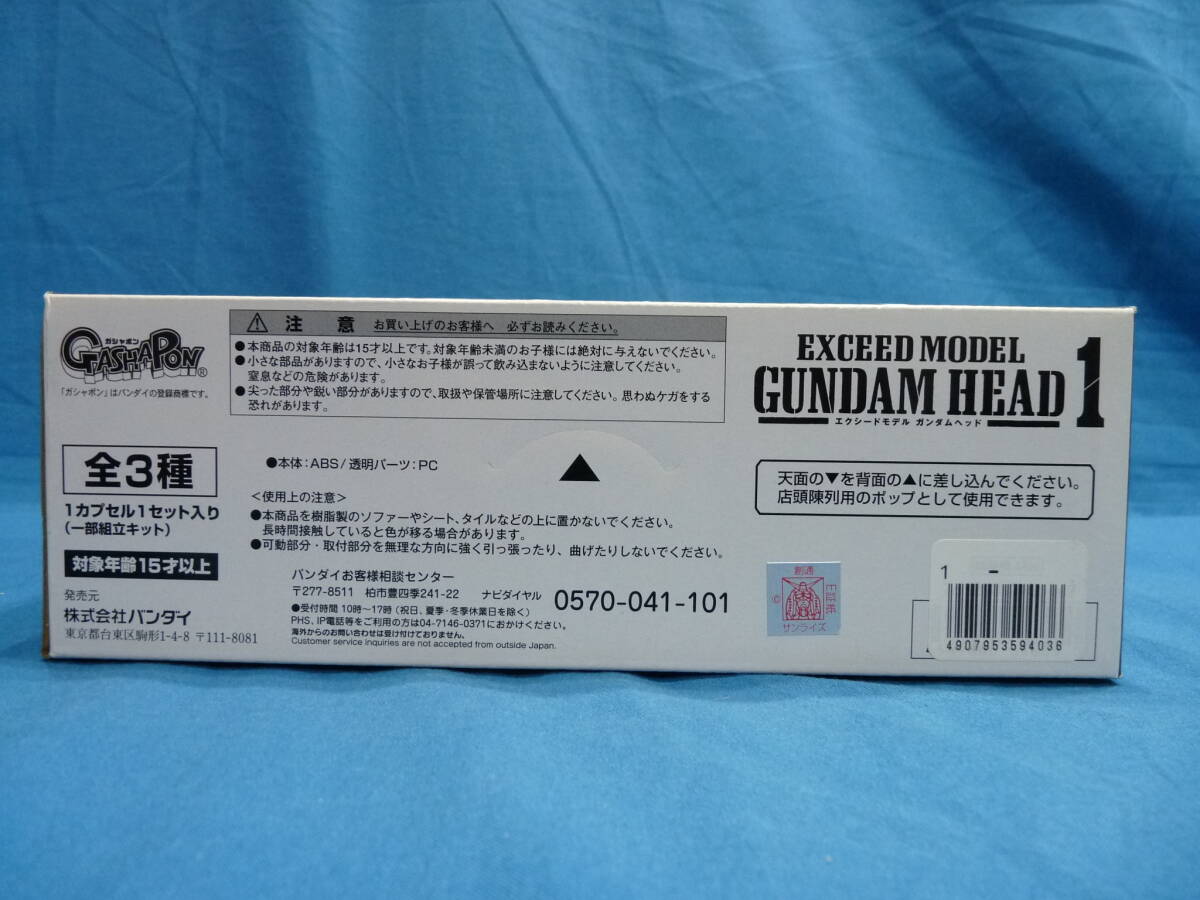 ガシャポン
GASHAPON®
「ガシャポン」はバンダイの登録商標です。
全3種
1カプセル1セット入り
(一部組立キット)
対象年齢15才以上
発売元
株式会社バンダイ
東京都台東区駒形1-4-8 〒111-8081
注 意 お買い上げのお客様へ 必ずお読みください。
●本商品の対象年齢は15才以上です。対象年齢未満のお子様には絶対に与えないでください。
●小さな部品がありますので、小さなお子様が誤って飲み込まないように注意してください。
窒息などの危険があります。
●尖った部分や鋭い部分がありますので、取扱や保管場所に注意してください。思わぬケガをする
恐れがあります。
●本体:ABS/透明パーツ:PC
▲
<使用上の注意>
●本商品を樹脂製のソファーやシート、タイルなどの上に置かないでください。
長時間接触していると色が移る場合があります。
●可動部分・取付部分を無理な方向に強く引っ張ったり、曲げたりしないでください。
バンダイお客様相談センター
〒277-8511 柏市豊四季241-22 ナビダイヤル 0570-041-101
●受付時間 10時〜17時(祝日、夏季・冬季休業日を除く)
PHS、IP電話等をご利用の方は04-7146-0371におかけください。
海外からのお問い合わせは受け付けておりません。
Customer service inquiries are not accepted from outside Japan.
EXCEED MODEL
GUNDAM HEAD 1
エクシードモデル ガンダムヘッド
天面の▼を背面の▲に差し込んでください。
店頭陳列用のポップとして使用できます。
創通
©
サンライズ
1 -
4907953594036